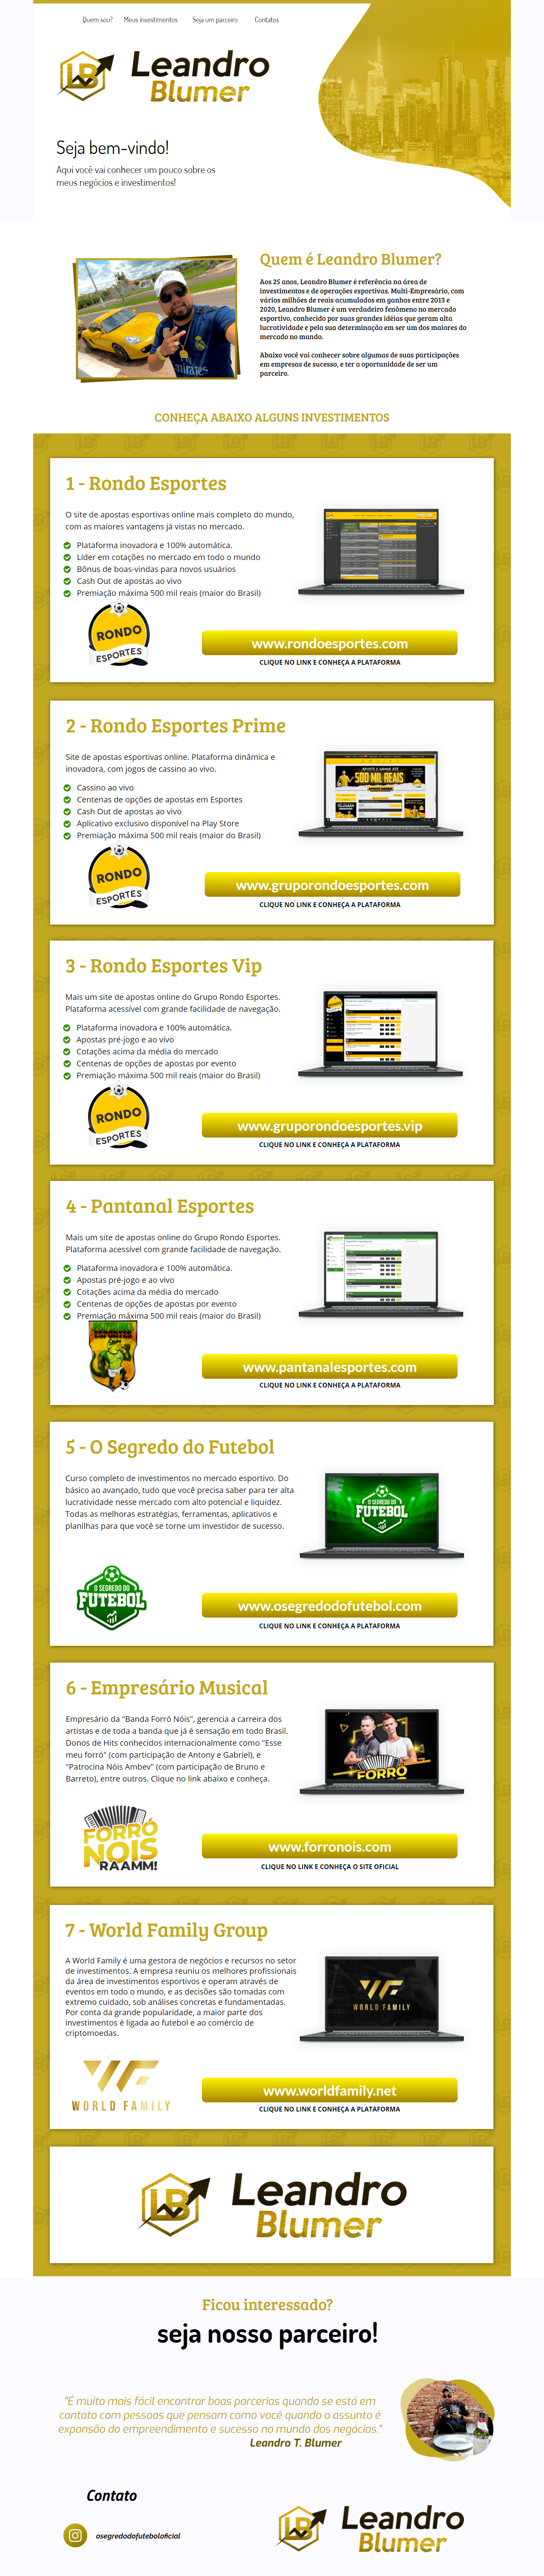 Quem sou? Meus investimentos Seja um parceiro Contatos
LB Leandro
Blumer
Seja bem-vindo!
Aqui você vai conhecer um pouco sobre os
meus negócios e investimentos!
Quem é Leandro Blumer?
Aos 25 anos, Leandro Blumer é referência na área de
investimentos e de operações esportivas. Multi-Empresário, com
vários milhões de reais acumulados em ganhos entre 2013 e
2020, Leandro Blumer é um verdadeiro fenômeno no mercado
esportivo, conhecido por suas grandes idéias que geram alta
lucratividade e pela sua determinação em ser um dos maiores do
mercado no mundo.
Abaixo você vai conhecer sobre algumas de suas participações
em empresas de sucesso, e ter a oportunidade de ser um
parceiro.
CONHEÇA ABAIXO ALGUNS INVESTIMENTOS
1 - Rondo Esportes
O site de apostas esportivas online mais completo do mundo,
com as maiores vantagens já vistas no mercado.
Plataforma inovadora e 100% automática.
Líder em cotações no mercado em todo o mundo
Bônus de boas-vindas para novos usuários
Cash Out de apostas ao vivo
Premiação máxima 500 mil reais (maior do Brasil)
RONDO
ESPORTES
www.rondoesportes.com
CLIQUE NO LINK E CONHEÇA A PLATAFORMA
2 - Rondo Esportes Prime
Site de apostas esportivas online. Plataforma dinâmica e
inovadora, com jogos de cassino ao vivo.
Cassino ao vivo
Centenas de opções de apostas em Esportes
Cash Out de apostas ao vivo
Aplicativo exclusivo disponível na Play Store
Premiação máxima 500 mil reais (maior do Brasil)
500 MIL REAIS
RONDO
ESPORTES
www.gruporondoesportes.com
CLIQUE NO LINK E CONHEÇA A PLATAFORMA
3 - Rondo Esportes Vip
Mais um site de apostas online do Grupo Rondo Esportes.
Plataforma acessível com grande facilidade de navegação.
Plataforma inovadora e 100% automática.
Apostas pré-jogo e ao vivo
Cotações acima da média do mercado
Centenas de opções de apostas por evento
Premiação máxima 500 mil reais (maior do Brasil)
RONDO
ESPORTES
www.gruporondoesportes.vip
CLIQUE NO LINK E CONHEÇA A PLATAFORMA
4 - Pantanal Esportes
Mais um site de apostas online do Grupo Rondo Esportes.
Plataforma acessível com grande facilidade de navegação.
Plataforma inovadora e 100% automática.
Apostas pré-jogo e ao vivo
Cotações acima da média do mercado
Centenas de opções de apostas por evento
Premiação máxima 500 mil reais (maior do Brasil)
PANTANAL
ESPORTES
www.pantanalesportes.com
CLIQUE NO LINK E CONHEÇA A PLATAFORMA
5 - O Segredo do Futebol
Curso completo de investimentos no mercado esportivo. Do
básico ao avançado, tudo que você precisa saber para ter alta
lucratividade nesse mercado com alto potencial e liquidez.
Todas as melhoras estratégias, ferramentas, aplicativos e
planilhas para que você se torne um investidor de sucesso.
O SEGREDO DO
FUTEBOL
O SEGREDO DO
FUTEBOL
www.osegredodofutebol.com
CLIQUE NO LINK E CONHEÇA A PLATAFORMA
6 - Empresário Musical
Empresário da "Banda Forró Nóis", gerencia a carreira dos
artistas e de toda a banda que já é sensação em todo Brasil.
Donos de Hits conhecidos internacionalmente como "Esse
meu forró" (com participação de Antony e Gabriel), e
"Patrocina Nóis Ambev" (com participação de Bruno e
Barreto), entre outros. Clique no link abaixo e conheça.
FORRÓ
FORRÓ
NOIS
RAAMM!
www.forronois.com
CLIQUE NO LINK E CONHEÇA O SITE OFICIAL
7 - World Family Group
A World Family é uma gestora de negócios e recursos no setor
de investimentos. A empresa reuniu os melhores profissionais
da área de investimentos esportivos e operam através de
eventos em todo o mundo, e as decisões são tomadas com
extremo cuidado, sob análises concretas e fundamentadas.
Por conta da grande popularidade, a maior parte dos
investimentos é ligada ao futebol e ao comércio de
criptomoedas.
WORLD FAMILY
WORLD FAMILY
www.worldfamily.net
CLIQUE NO LINK E CONHEÇA A PLATAFORMA
LB Leandro
Blumer
Ficou interessado?
seja nosso parceiro!
"É muito mais fácil encontrar boas parcerias quando se está em
contato com pessoas que pensam como você quando o assunto é
expansão do empreendimento e sucesso no mundo dos negócios."
Leandro T. Blumer
Contato
osegredodofuteboloficial
LB Leandro
Blumer